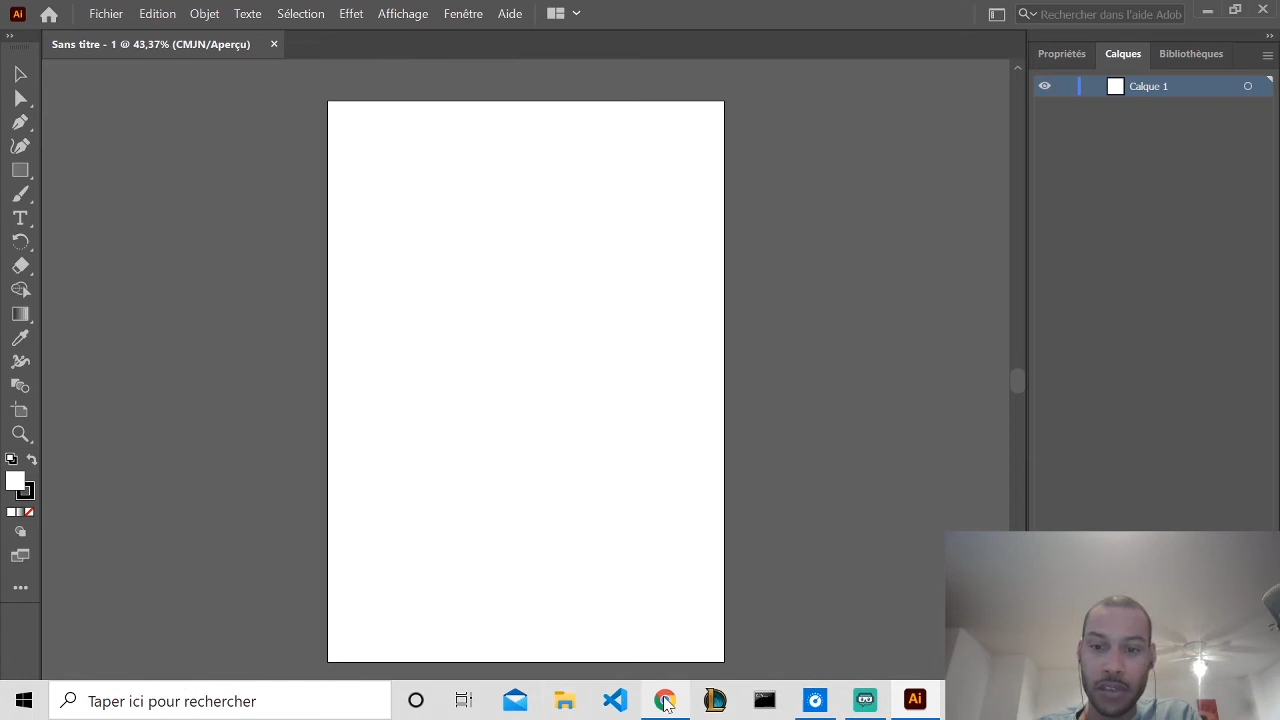 Ai Fichier Edition Objet Texte Sélection Effet Affichage Fenêtre Aide Rechercher dans l'aide Adob
Sans titre - 1 @ 43,37% (CMJN/Aperçu)
Propriétés Calques Bibliothèques
Calque 1
Taper ici pour rechercher
Ai